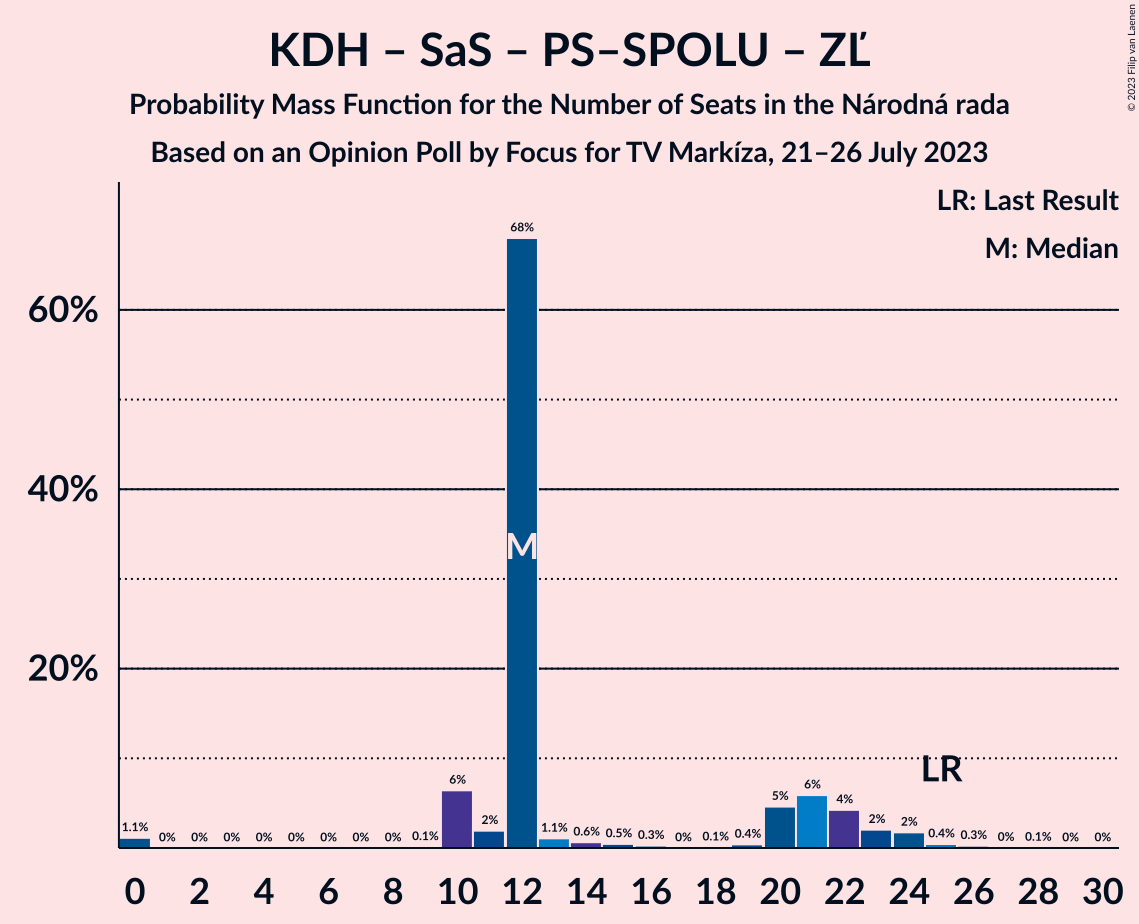 KDH – SaS – PS–SPOLU – ZĽ
Probability Mass Function for the Number of Seats in the Národná rada
Based on an Opinion Poll by Focus for TV Markíza, 21–26 July 2023
© 2023 Filip van Laenen
LR: Last Result
M: Median
68%
60%
M
40%
20%
LR
1.1% 0% 0% 0% 0% 0% 0% 0% 0% 0.1% 6% 2% 1.1% 0.6% 0.5% 0.3% 0% 0.1% 0.4% 5% 6% 4% 2% 2% 0.4% 0.3% 0% 0.1% 0% 0%
0 2 4 6 8 10 12 14 16 18 20 22 24 26 28 30